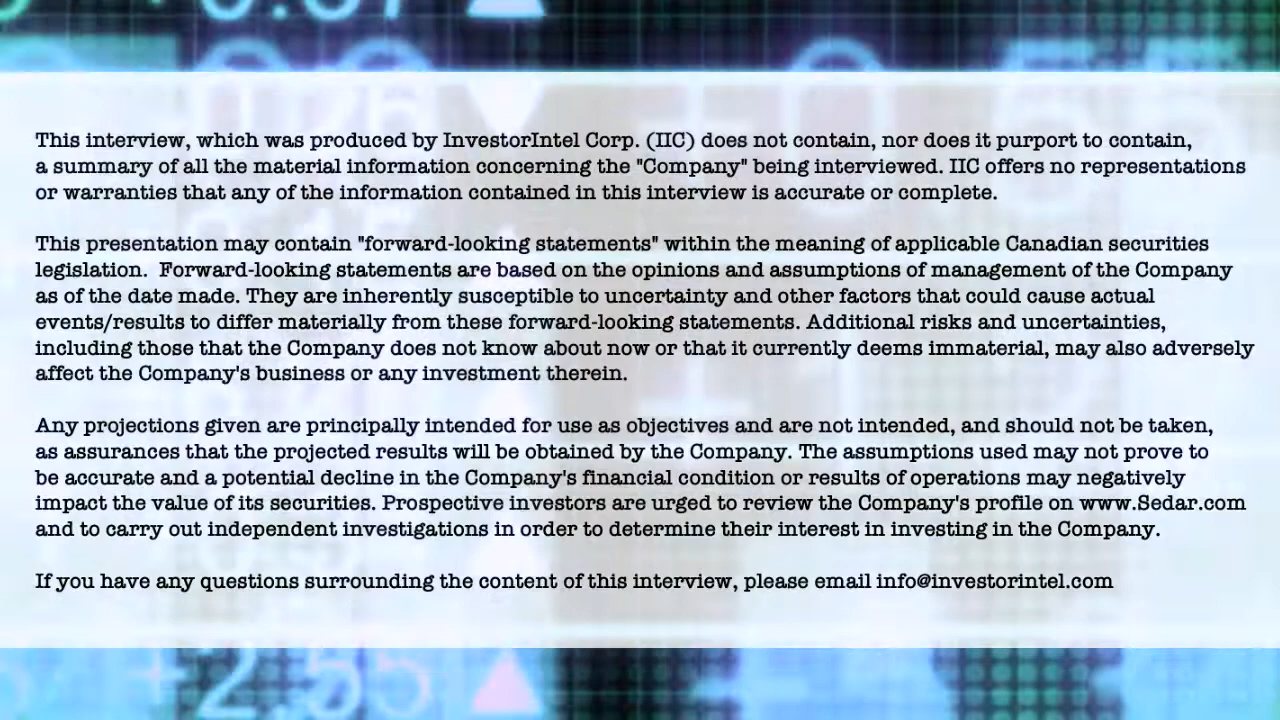 0.87 ▲
This interview, which was produced by InvestorIntel Corp. (IIC) does not contain, nor does it purport to contain,
a summary of all the material information concerning the "Company" being interviewed. IIC offers no representations
or warranties that any of the information contained in this interview is accurate or complete.
This presentation may contain "forward-looking statements" within the meaning of applicable Canadian securities
legislation.  Forward-looking statements are based on the opinions and assumptions of management of the Company
as of the date made. They are inherently susceptible to uncertainty and other factors that could cause actual
events/results to differ materially from these forward-looking statements. Additional risks and uncertainties,
including those that the Company does not know about now or that it currently deems immaterial, may also adversely
affect the Company's business or any investment therein.
Any projections given are principally intended for use as objectives and are not intended, and should not be taken,
as assurances that the projected results will be obtained by the Company. The assumptions used may not prove to
be accurate and a potential decline in the Company's financial condition or results of operations may negatively
impact the value of its securities. Prospective investors are urged to review the Company's profile on www.Sedar.com
and to carry out independent investigations in order to determine their interest in investing in the Company.
If you have any questions surrounding the content of this interview, please email info@investorintel.com
+2.55 ▲